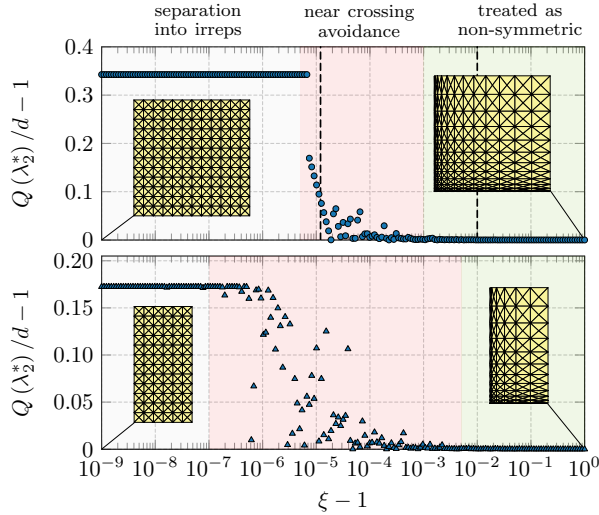 separation
into irreps
near crossing
avoidance
treated as
non-symmetric
Q (λ₂*) /d − 1
0.4
0.3
0.2
0.1
0
Q (λ₂*) /d − 1
0.20
0.15
0.10
0.05
0
10⁻⁹ 10⁻⁸ 10⁻⁷ 10⁻⁶ 10⁻⁵ 10⁻⁴ 10⁻³ 10⁻² 10⁻¹ 10⁰
ξ − 1